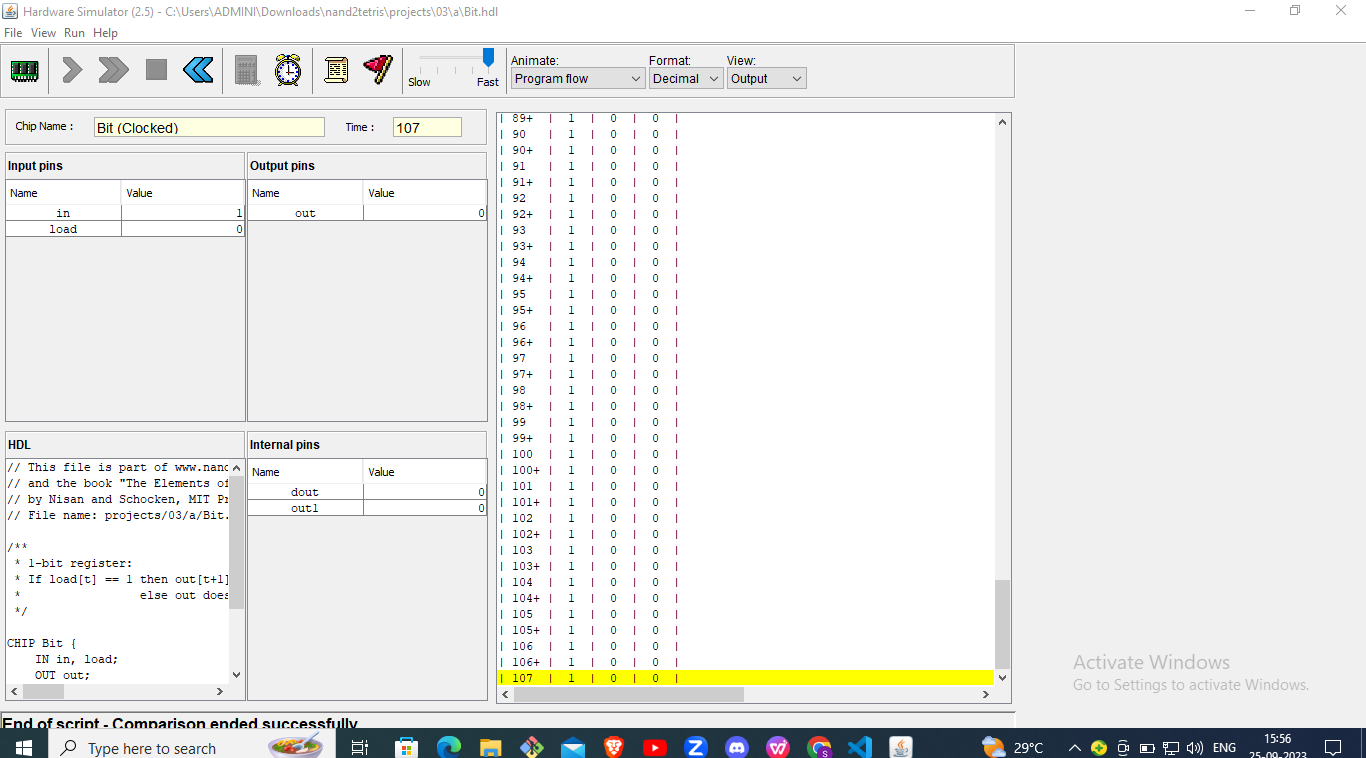 Hardware Simulator (2.5) - C:\Users\ADMINI\Downloads\nand2tetris\projects\03\a\Bit.hdl
File View Run Help
Slow Fast
Animate: Format: View:
Program flow Decimal Output
Chip Name : Bit (Clocked) Time : 107
Input pins
Name Value
in 1
load 0
Output pins
Name Value
out 0
HDL
// This file is part of www.nand
// and the book "The Elements of
// by Nisan and Schocken, MIT Pr
// File name: projects/03/a/Bit.
/**
* 1-bit register:
* If load[t] == 1 then out[t+1]
* else out does
*/
CHIP Bit {
IN in, load;
OUT out;
Internal pins
Name Value
dout 0
out1 0
| 89+ | 1 | 0 | 0 |
| 90 | 1 | 0 | 0 |
| 90+ | 1 | 0 | 0 |
| 91 | 1 | 0 | 0 |
| 91+ | 1 | 0 | 0 |
| 92 | 1 | 0 | 0 |
| 92+ | 1 | 0 | 0 |
| 93 | 1 | 0 | 0 |
| 93+ | 1 | 0 | 0 |
| 94 | 1 | 0 | 0 |
| 94+ | 1 | 0 | 0 |
| 95 | 1 | 0 | 0 |
| 95+ | 1 | 0 | 0 |
| 96 | 1 | 0 | 0 |
| 96+ | 1 | 0 | 0 |
| 97 | 1 | 0 | 0 |
| 97+ | 1 | 0 | 0 |
| 98 | 1 | 0 | 0 |
| 98+ | 1 | 0 | 0 |
| 99 | 1 | 0 | 0 |
| 99+ | 1 | 0 | 0 |
| 100 | 1 | 0 | 0 |
| 100+ | 1 | 0 | 0 |
| 101 | 1 | 0 | 0 |
| 101+ | 1 | 0 | 0 |
| 102 | 1 | 0 | 0 |
| 102+ | 1 | 0 | 0 |
| 103 | 1 | 0 | 0 |
| 103+ | 1 | 0 | 0 |
| 104 | 1 | 0 | 0 |
| 104+ | 1 | 0 | 0 |
| 105 | 1 | 0 | 0 |
| 105+ | 1 | 0 | 0 |
| 106 | 1 | 0 | 0 |
| 106+ | 1 | 0 | 0 |
| 107 | 1 | 0 | 0 |
Activate Windows
Go to Settings to activate Windows.
End of script - Comparison ended successfully
Type here to search
29°C
ENG
15:56
25-09-2023